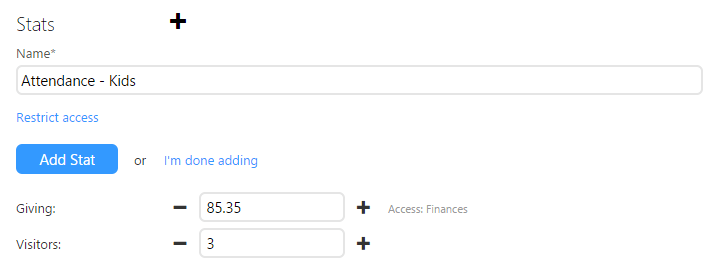 Stats
Name*
Attendance - Kids
Restrict access
Add Stat or I'm done adding
Giving: 85.35 Access: Finances
Visitors: 3